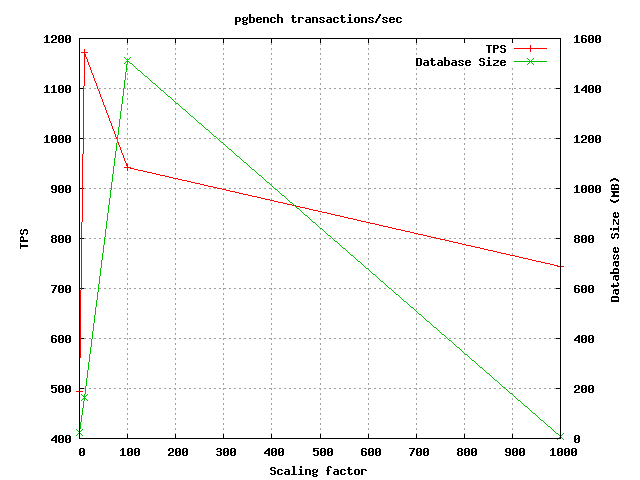 pgbench transactions/sec
1200 1600
TPS
Database Size
1100 1400
1000 1200
900 1000
800 800
TPS
Database Size (MB)
700 600
600 400
500 200
400 0
0 100 200 300 400 500 600 700 800 900 1000
Scaling factor